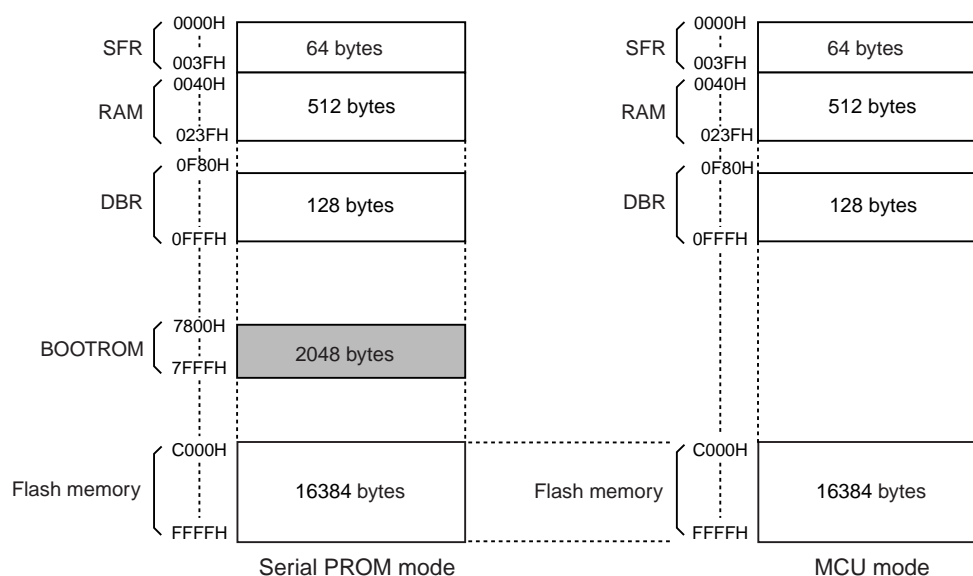 0000H
SFR
64 bytes
003FH
0040H
RAM
512 bytes
023FH
0F80H
DBR
128 bytes
0FFFH
7800H
BOOTROM
2048 bytes
7FFFH
C000H
Flash memory
16384 bytes
FFFFH
Serial PROM mode
0000H
SFR
64 bytes
003FH
0040H
RAM
512 bytes
023FH
0F80H
DBR
128 bytes
0FFFH
C000H
Flash memory
16384 bytes
FFFFH
MCU mode